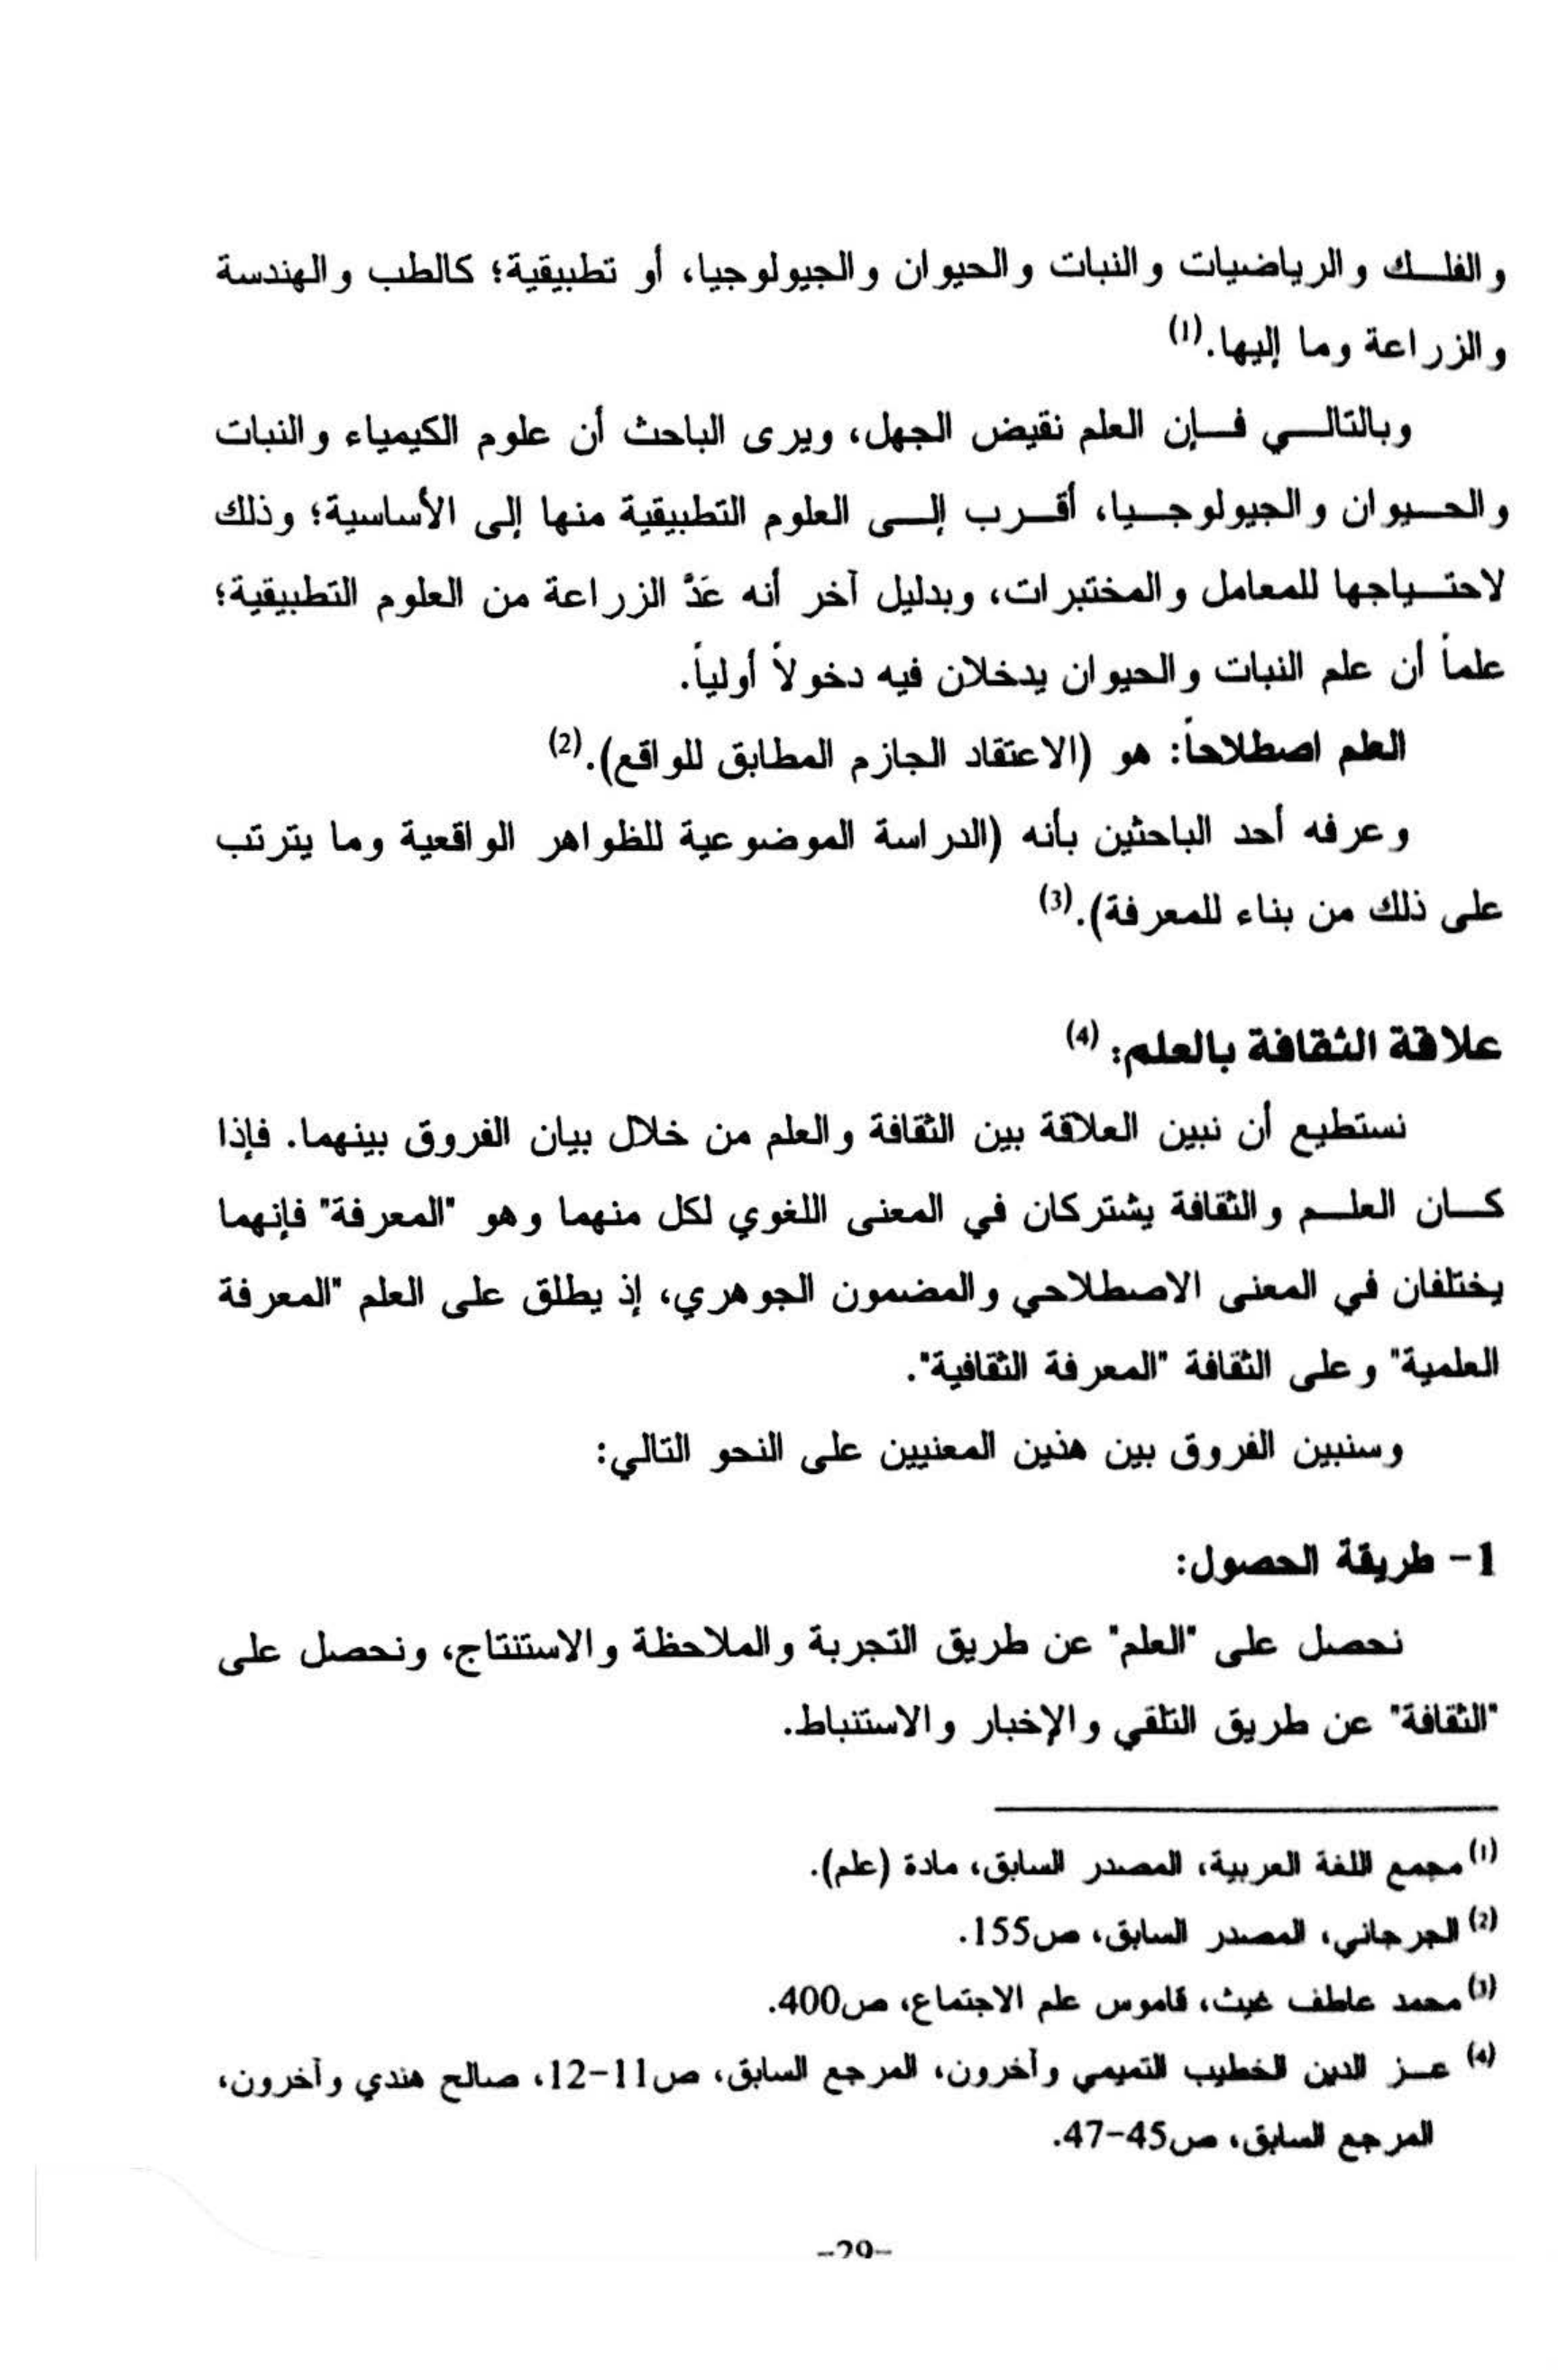 والفلك والرياضيات والنبات والحيوان والجيولوجيا، أو تطبيقية؛ كالطب والهندسة
والزراعة وما إليها.(1)
وبالتالي فإن العلم نقيض الجهل، ويرى الباحث أن علوم الكيمياء والنبات
والحيوان والجيولوجيا، أقرب إلى العلوم التطبيقية منها إلى الأساسية؛ وذلك
لاحتياجها للمعامل والمختبرات، وبدليل آخر أنه عَدَّ الزراعة من العلوم التطبيقية؛
علماً أن علم النبات والحيوان يدخلان فيه دخولاً أولياً.
العلم اصطلاحاً: هو (الاعتقاد الجازم المطابق للواقع).(2)
وعرفه أحد الباحثين بأنه (الدراسة الموضوعية للظواهر الواقعية وما يترتب
على ذلك من بناء للمعرفة).(3)
علاقة الثقافة بالعلم: (4)
نستطيع أن نبين العلاقة بين الثقافة والعلم من خلال بيان الفروق بينهما. فإذا
كان العلم والثقافة يشتركان في المعنى اللغوي لكل منهما وهو "المعرفة" فإنهما
يختلفان في المعنى الاصطلاحي والمضمون الجوهري، إذ يطلق على العلم "المعرفة
العلمية" وعلى الثقافة "المعرفة الثقافية".
وسنبين الفروق بين هذين المعنيين على النحو التالي:
1- طريقة الحصول:
نحصل على "العلم" عن طريق التجربة والملاحظة والاستنتاج، ونحصل على
"الثقافة" عن طريق التلقي والإخبار والاستنباط.
(1) مجمع اللغة العربية، المصدر السابق، مادة (علم).
(2) الجرجاني، المصدر السابق، ص155.
(3) محمد عاطف غيث، قاموس علم الاجتماع، ص400.
(4) عز الدين الخطيب التميمي وآخرون، المرجع السابق، ص11-12، صالح هندي وآخرون،
المرجع السابق، ص45-47.
-29-